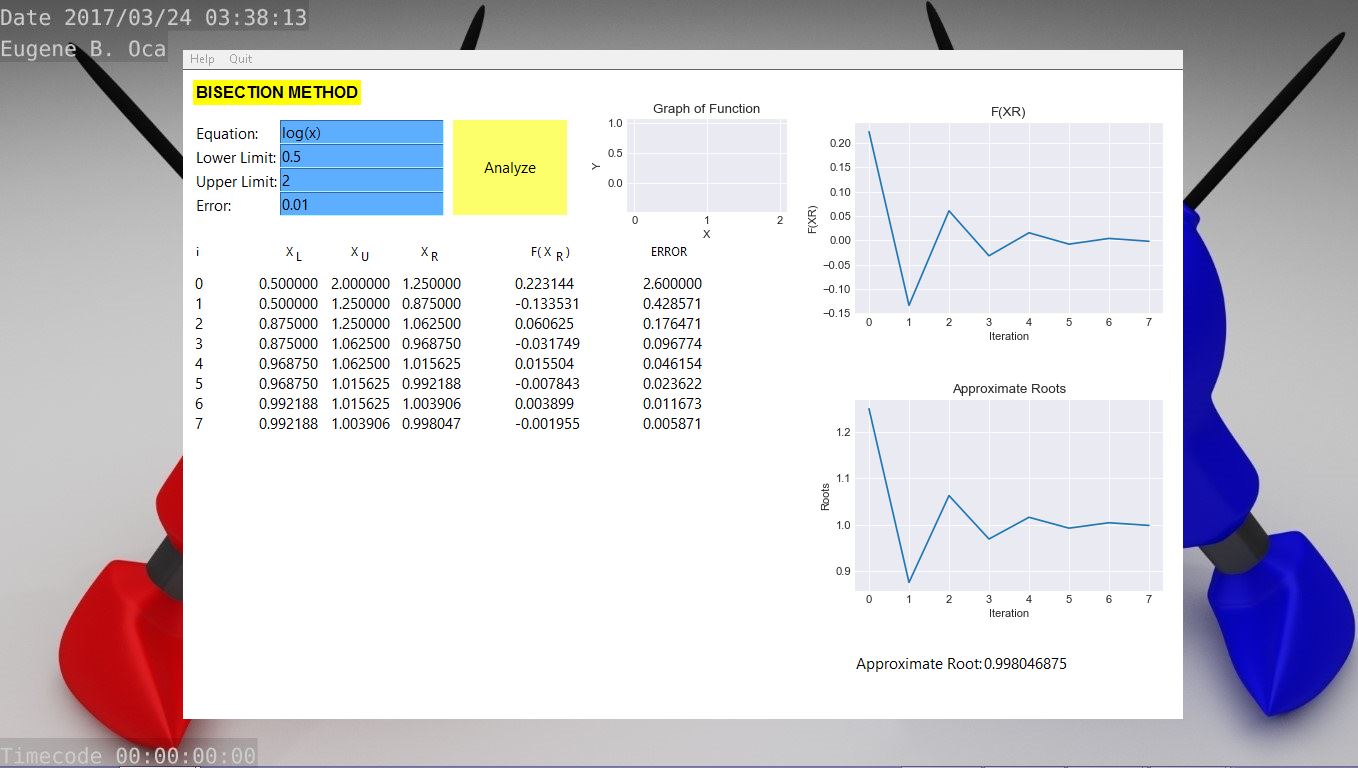 Date 2017/03/24 03:38:13
Eugene B. Oca
Help Quit
BISECTION METHOD
Equation: log(x)
Lower Limit: 0.5
Upper Limit: 2
Error: 0.01
Analyze
Graph of Function
1.0
0.5
0.0
Y
0 1 2
X
F(XR)
0.20
0.15
0.10
0.05
0.00
−0.05
−0.10
−0.15
F(XR)
0 1 2 3 4 5 6 7
Iteration
i X L X U X R F( X R ) ERROR
0 0.500000 2.000000 1.250000 0.223144 2.600000
1 0.500000 1.250000 0.875000 -0.133531 0.428571
2 0.875000 1.250000 1.062500 0.060625 0.176471
3 0.875000 1.062500 0.968750 -0.031749 0.096774
4 0.968750 1.062500 1.015625 0.015504 0.046154
5 0.968750 1.015625 0.992188 -0.007843 0.023622
6 0.992188 1.015625 1.003906 0.003899 0.011673
7 0.992188 1.003906 0.998047 -0.001955 0.005871
Approximate Roots
1.2
1.1
1.0
0.9
Roots
0 1 2 3 4 5 6 7
Iteration
Approximate Root: 0.998046875
Timecode 00:00:00:00